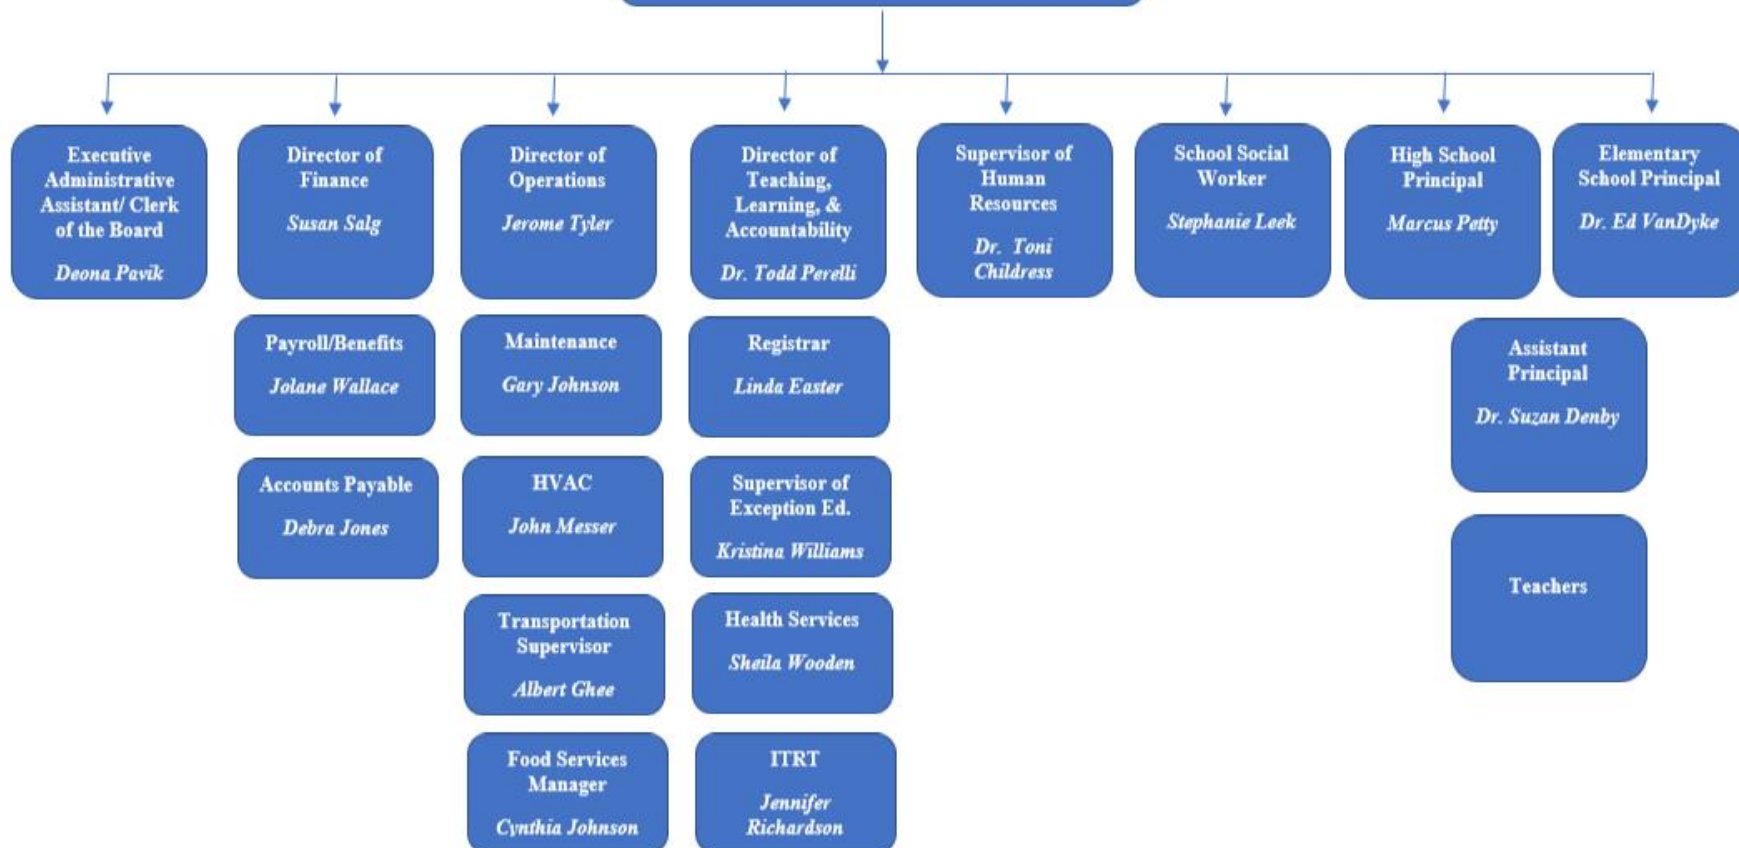 Executive
Administrative
Assistant/ Clerk
of the Board
Deona Pavik
Director of
Finance
Susan Salg
Director of
Operations
Jerome Tyler
Director of
Teaching,
Learning, &
Accountability
Dr. Todd Perelli
Supervisor of
Human
Resources
Dr. Toni
Childress
School Social
Worker
Stephanie Leek
High School
Principal
Marcus Petty
Elementary
School Principal
Dr. Ed VanDyke
Payroll/Benefits
Jolane Wallace
Maintenance
Gary Johnson
Registrar
Linda Easter
Assistant
Principal
Dr. Suzan Denby
Accounts Payable
Debra Jones
HVAC
John Messer
Supervisor of
Exception Ed.
Kristina Williams
Teachers
Transportation
Supervisor
Albert Ghee
Health Services
Sheila Wooden
Food Services
Manager
Cynthia Johnson
ITRT
Jennifer
Richardson